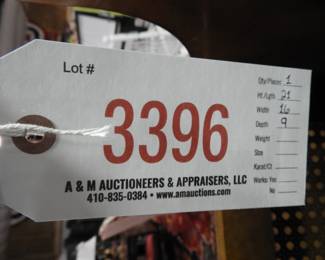 Lot #
3396
A & M AUCTIONEERS & APPRAISERS, LLC
410-835-0384 • www.amauctions.com
Qty/Pieces 1
Ht./Lgth 21
Width 16
Depth 9
Weight
Size
Karat/Ct
Works: Yes
No